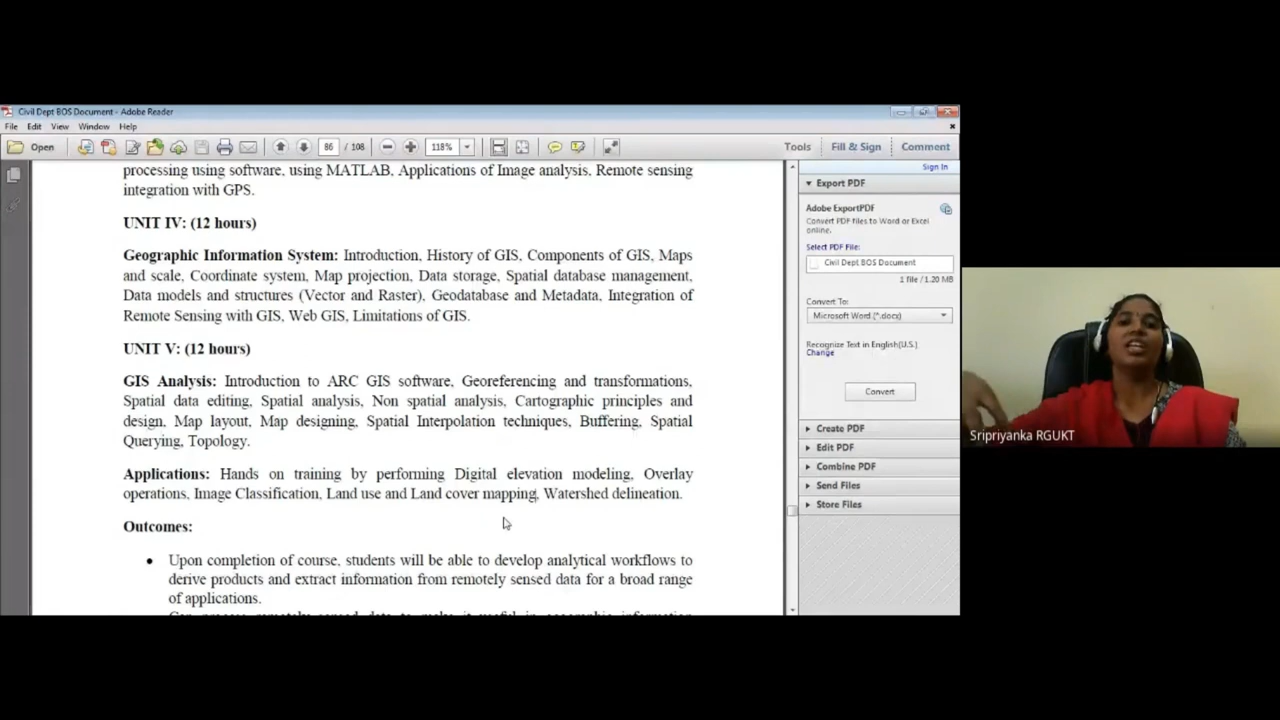 Civil Dept BOS Document - Adobe Reader
File Edit View Window Help
Open 86 / 108 118% Tools Fill & Sign Comment
Sign In
processing using software, using MATLAB, Applications of Image analysis, Remote sensing
integration with GPS.
UNIT IV: (12 hours)
Geographic Information System: Introduction, History of GIS, Components of GIS, Maps
and scale, Coordinate system, Map projection, Data storage, Spatial database management,
Data models and structures (Vector and Raster). Geodatabase and Metadata. Integration of
Remote Sensing with GIS, Web GIS, Limitations of GIS.
UNIT V: (12 hours)
GIS Analysis: Introduction to ARC GIS software, Georeferencing and transformations,
Spatial data editing, Spatial analysis, Non spatial analysis, Cartographic principles and
design, Map layout, Map designing, Spatial Interpolation techniques, Buffering, Spatial
Querying, Topology.
Applications: Hands on training by performing Digital elevation modeling, Overlay
operations, Image Classification, Land use and Land cover mapping, Watershed delineation.
Outcomes:
• Upon completion of course, students will be able to develop analytical workflows to
derive products and extract information from remotely sensed data for a broad range
of applications.
Export PDF
Adobe ExportPDF
Convert PDF files to Word or Excel
online.
Select PDF File:
Civil Dept BOS Document
1 file / 1.20 MB
Convert To:
Microsoft Word (*.docx)
Recognize Text in English(U.S.)
Change
Convert
Create PDF
Edit PDF
Combine PDF
Send Files
Store Files
Sripriyanka RGUKT